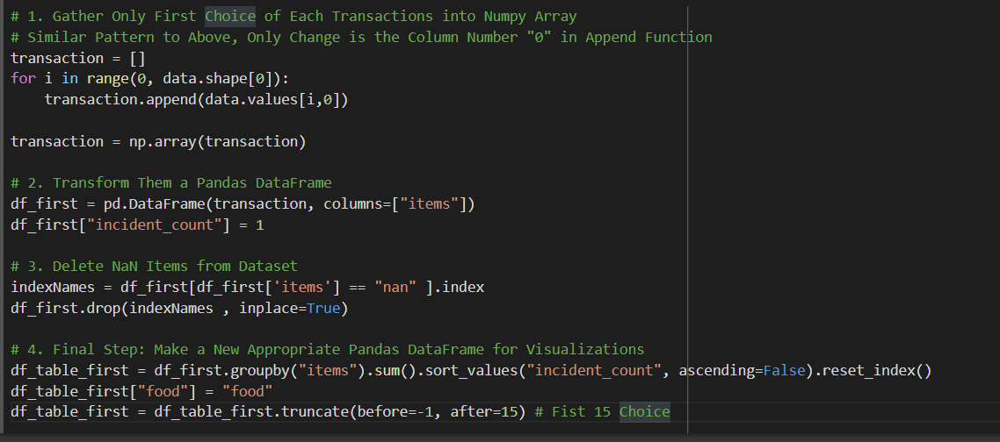 # 1. Gather Only First Choice of Each Transactions into Numpy Array
# Similar Pattern to Above, Only Change is the Column Number "0" in Append Function
transaction = []
for i in range(0, data.shape[0]):
    transaction.append(data.values[i,0])

transaction = np.array(transaction)

# 2. Transform Them a Pandas DataFrame
df_first = pd.DataFrame(transaction, columns=["items"])
df_first["incident_count"] = 1

# 3. Delete NaN Items from Dataset
indexNames = df_first[df_first['items'] == "nan" ].index
df_first.drop(indexNames , inplace=True)

# 4. Final Step: Make a New Appropriate Pandas DataFrame for Visualizations
df_table_first = df_first.groupby("items").sum().sort_values("incident_count", ascending=False).reset_index()
df_table_first["food"] = "food"
df_table_first = df_table_first.truncate(before=-1, after=15) # Fist 15 Choice